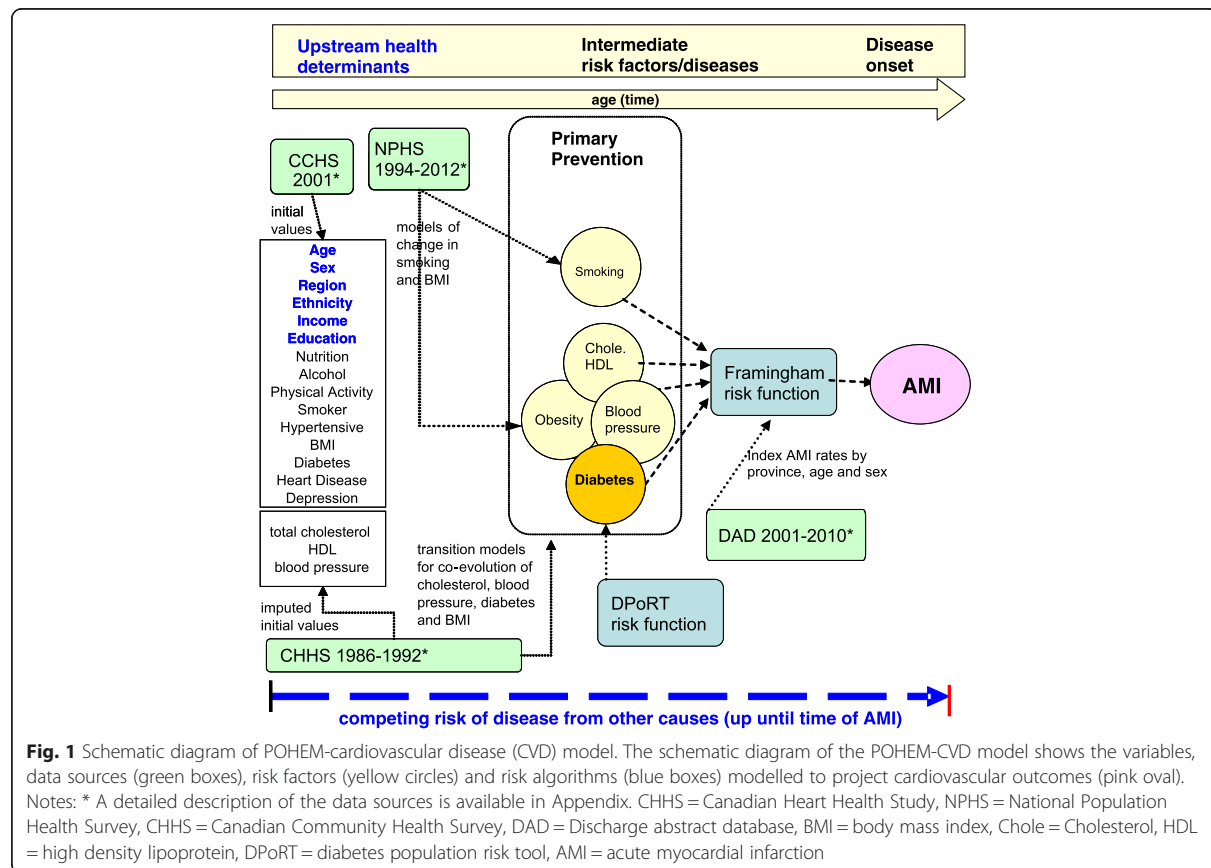 Upstream health
determinants
Intermediate
risk factors/diseases
Disease
onset
age (time)
CCHS
2001*
NPHS
1994-2012*
Primary
Prevention
initial
values
models of
change in
smoking
and BMI
Age
Sex
Region
Ethnicity
Income
Education
Nutrition
Alcohol
Physical Activity
Smoker
Hypertensive
BMI
Diabetes
Heart Disease
Depression
total cholesterol
HDL
blood pressure
imputed
initial values
CHHS 1986-1992*
transition models
for co-evolution of
cholesterol, blood
pressure, diabetes
and BMI
Smoking
Chole.
HDL
Obesity
Blood
pressure
Diabetes
DPoRT
risk function
Framingham
risk function
AMI
Index AMI rates by
province, age and sex
DAD 2001-2010*
competing risk of disease from other causes (up until time of AMI)
Fig. 1 Schematic diagram of POHEM-cardiovascular disease (CVD) model. The schematic diagram of the POHEM-CVD model shows the variables,
data sources (green boxes), risk factors (yellow circles) and risk algorithms (blue boxes) modelled to project cardiovascular outcomes (pink oval).
Notes: * A detailed description of the data sources is available in Appendix. CHHS = Canadian Heart Health Study, NPHS = National Population
Health Survey, CHHS = Canadian Community Health Survey, DAD = Discharge abstract database, BMI = body mass index, Chole = Cholesterol, HDL
= high density lipoprotein, DPoRT = diabetes population risk tool, AMI = acute myocardial infarction